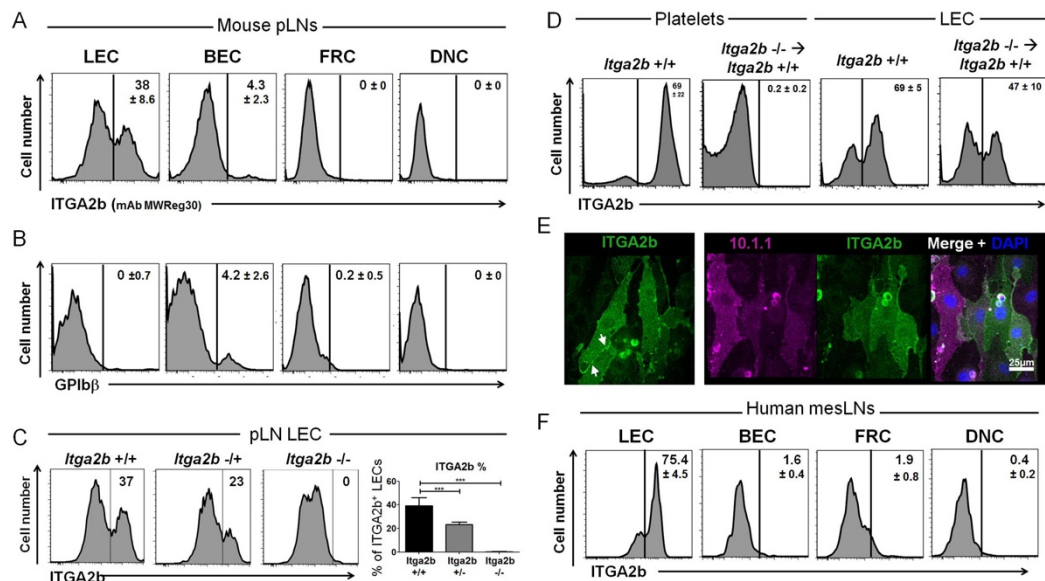 A
Mouse pLNs
LEC BEC FRC DNC
Cell number
38 ± 8.6
4.3 ± 2.3
0 ± 0
0 ± 0
ITGA2b (mAb MWReg30)
B
Cell number
0 ±0.7
4.2 ± 2.6
0.2 ± 0.5
0 ± 0
GPIbβ
C
pLN LEC
Itga2b +/+ Itga2b -/+ Itga2b -/-
Cell number
37
23
0
ITGA2b
ITGA2b %
% of ITGA2b+ LECs
60
40
20
0
***
***
Itga2b +/+
Itga2b +/-
Itga2b -/-
D
Platelets LEC
Itga2b +/+
Itga2b -/- →
Itga2b +/+
Itga2b +/+
Itga2b -/- →
Itga2b +/+
Cell number
69 ± 22
0.2 ± 0.2
69 ± 5
47 ± 10
ITGA2b
E
ITGA2b
10.1.1
ITGA2b
Merge + DAPI
25µm
F
Human mesLNs
LEC BEC FRC DNC
Cell number
75.4 ± 4.5
1.6 ± 0.4
1.9 ± 0.8
0.4 ± 0.2
ITGA2b